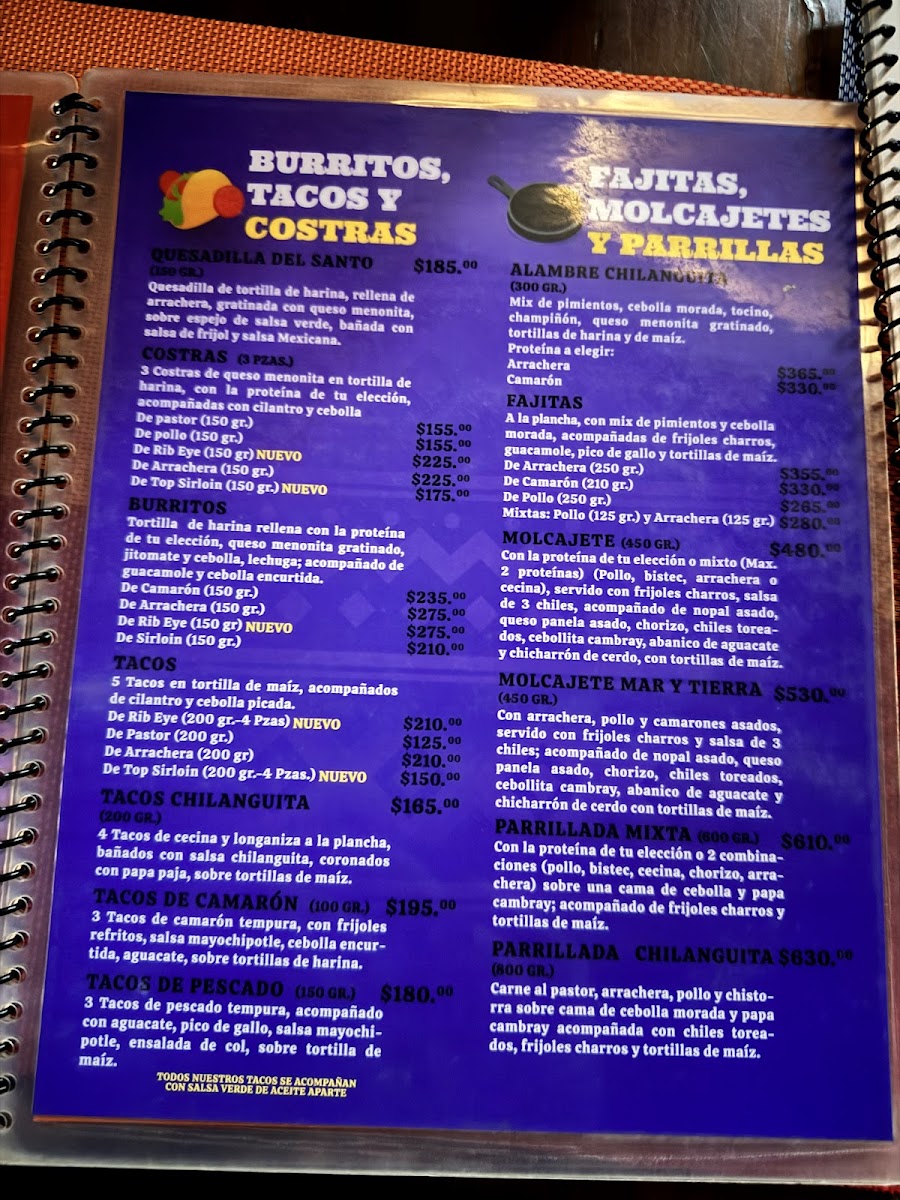 BURRITOS,
TACOS Y
COSTRAS
QUESADILLA DEL SANTO $185.00
(150 GR.)
Quesadilla de tortilla de harina, rellena de
arrachera, gratinada con queso menonita,
sobre espejo de salsa verde, bañada con
salsa de frijol y salsa Mexicana.
COSTRAS (3 PZAS.)
3 Costras de queso menonita en tortilla de
harina, con la proteína de tu elección,
acompañadas con cilantro y cebolla
De pastor (150 gr.) $155.00
De pollo (150 gr.) $155.00
De Rib Eye (150 gr) NUEVO $225.00
De Arrachera (150 gr.) $225.00
De Top Sirloin (150 gr.) NUEVO $175.00
BURRITOS
Tortilla de harina rellena con la proteína
de tu elección, queso menonita gratinado,
jitomate y cebolla, lechuga; acompañado de
guacamole y cebolla encurtida.
De Camarón (150 gr.) $235.00
De Arrachera (150 gr.) $275.00
De Rib Eye (150 gr) NUEVO $275.00
De Sirloin (150 gr.) $210.00
TACOS
5 Tacos en tortilla de maíz, acompañados
de cilantro y cebolla picada.
De Rib Eye (200 gr.-4 Pzas) NUEVO $210.00
De Pastor (200 gr.) $125.00
De Arrachera (200 gr) $210.00
De Top Sirloin (200 gr.-4 Pzas.) NUEVO $150.00
TACOS CHILANGUITA $165.00
(200 GR.)
4 Tacos de cecina y longaniza a la plancha,
bañados con salsa chilanguita, coronados
con papa paja, sobre tortillas de maíz.
TACOS DE CAMARÓN (100 GR.) $195.00
3 Tacos de camarón tempura, con frijoles
refritos, salsa mayochipotle, cebolla encur-
tida, aguacate, sobre tortillas de harina.
TACOS DE PESCADO (150 GR.) $180.00
3 Tacos de pescado tempura, acompañado
con aguacate, pico de gallo, salsa mayochi-
potle, ensalada de col, sobre tortilla de
maíz.
TODOS NUESTROS TACOS SE ACOMPAÑAN
CON SALSA VERDE DE ACEITE APARTE
FAJITAS,
MOLCAJETES
Y PARRILLAS
ALAMBRE CHILANGUITA
(300 GR.)
Mix de pimientos, cebolla morada, tocino,
champiñón, queso menonita gratinado,
tortillas de harina y de maíz.
Proteína a elegir:
Arrachera $365.00
Camarón $330.00
FAJITAS
A la plancha, con mix de pimientos y cebolla
morada, acompañadas de frijoles charros,
guacamole, pico de gallo y tortillas de maíz.
De Arrachera (250 gr.) $355.00
De Camarón (210 gr.) $330.00
De Pollo (250 gr.) $265.00
Mixtas: Pollo (125 gr.) y Arrachera (125 gr.) $280.00
MOLCAJETE (450 GR.) $480.00
Con la proteína de tu elección o mixto (Max.
2 proteínas) (Pollo, bistec, arrachera o
cecina), servido con frijoles charros, salsa
de 3 chiles, acompañado de nopal asado,
queso panela asado, chorizo, chiles torea-
dos, cebollita cambray, abanico de aguacate
y chicharrón de cerdo, con tortillas de maíz.
MOLCAJETE MAR Y TIERRA $530.00
(450 GR.)
Con arrachera, pollo y camarones asados,
servido con frijoles charros y salsa de 3
chiles; acompañado de nopal asado, queso
panela asado, chorizo, chiles toreados,
cebollita cambray, abanico de aguacate y
chicharrón de cerdo con tortillas de maíz.
PARRILLADA MIXTA (600 GR.) $610.00
Con la proteína de tu elección o 2 combina-
ciones (pollo, bistec, cecina, chorizo, arra-
chera) sobre una cama de cebolla y papa
cambray; acompañado de frijoles charros y
tortillas de maíz.
PARRILLADA CHILANGUITA $630.00
(800 GR.)
Carne al pastor, arrachera, pollo y chisto-
rra sobre cama de cebolla morada y papa
cambray acompañada con chiles torea-
dos, frijoles charros y tortillas de maíz.